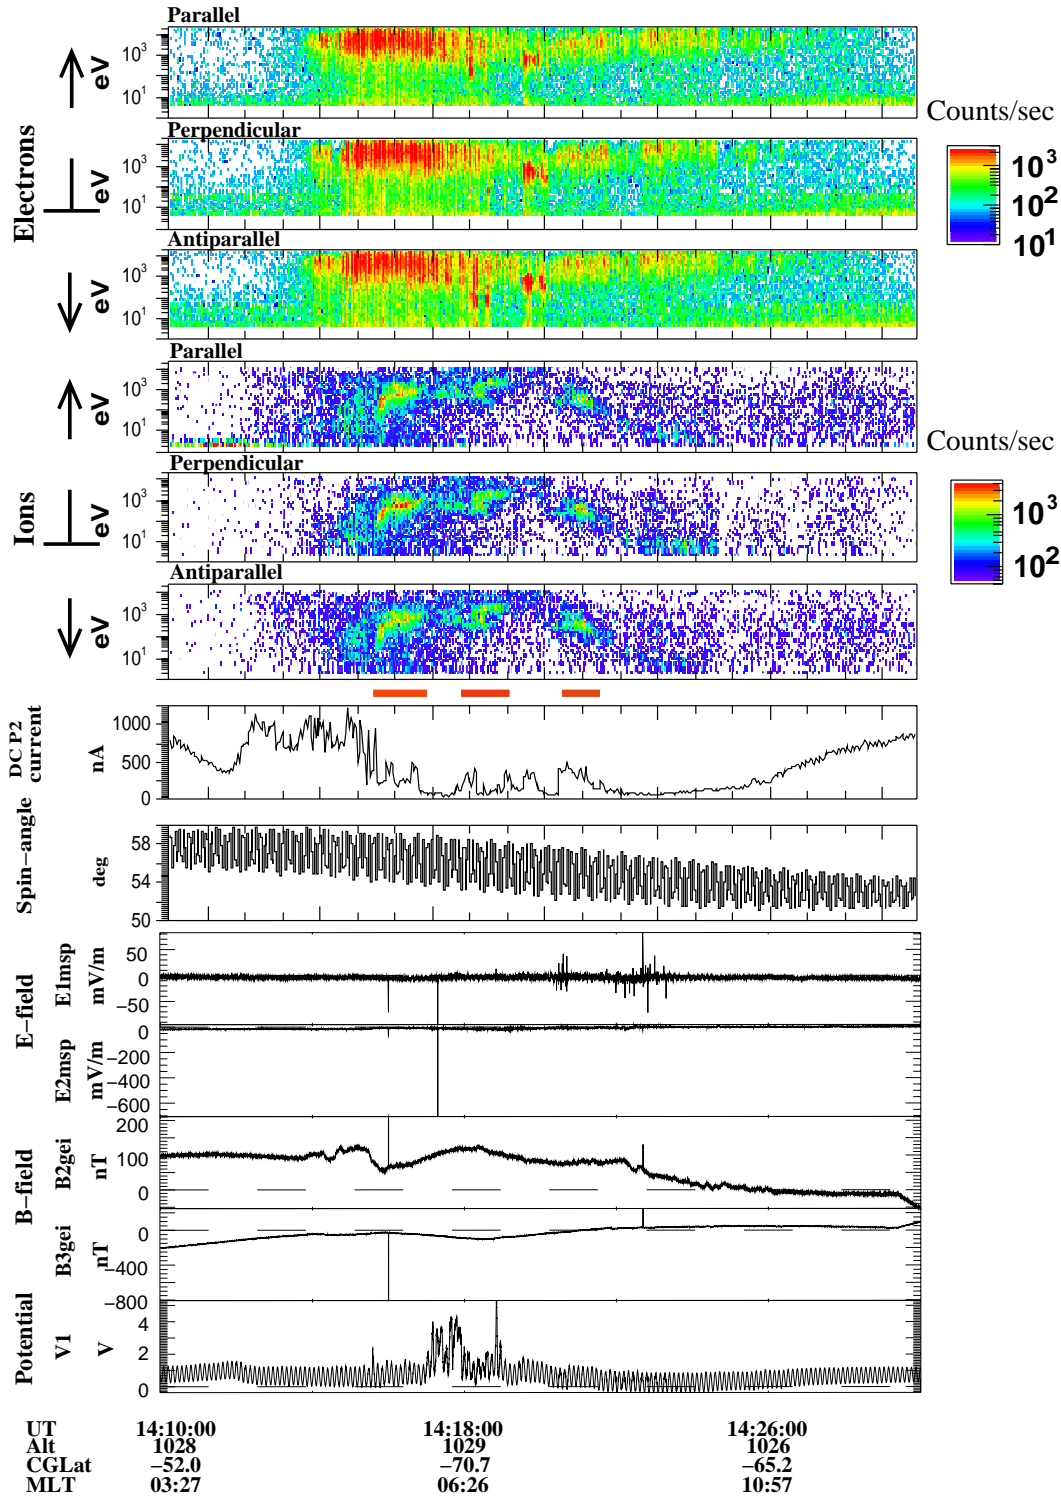 Parallel
10³
10¹
eV
Counts/sec
Perpendicular
10³
10¹
eV
10³
10²
10¹
Electrons
Antiparallel
10³
10¹
eV
Parallel
10³
10¹
eV
Counts/sec
Perpendicular
10³
10¹
eV
10³
10²
Ions
Antiparallel
10³
10¹
eV
DC P2
current
nA
1000
500
0
Spin-angle
deg
58
54
50
E-field
E1msp
mV/m
50
0
-50
E2msp
mV/m
0
-200
-400
-600
B-field
B2gei
nT
200
100
0
B3gei
nT
0
-400
-800
Potential
V1
V
4
2
0
UT 14:10:00 14:18:00 14:26:00
Alt 1028 1029 1026
CGLat -52.0 -70.7 -65.2
MLT 03:27 06:26 10:57